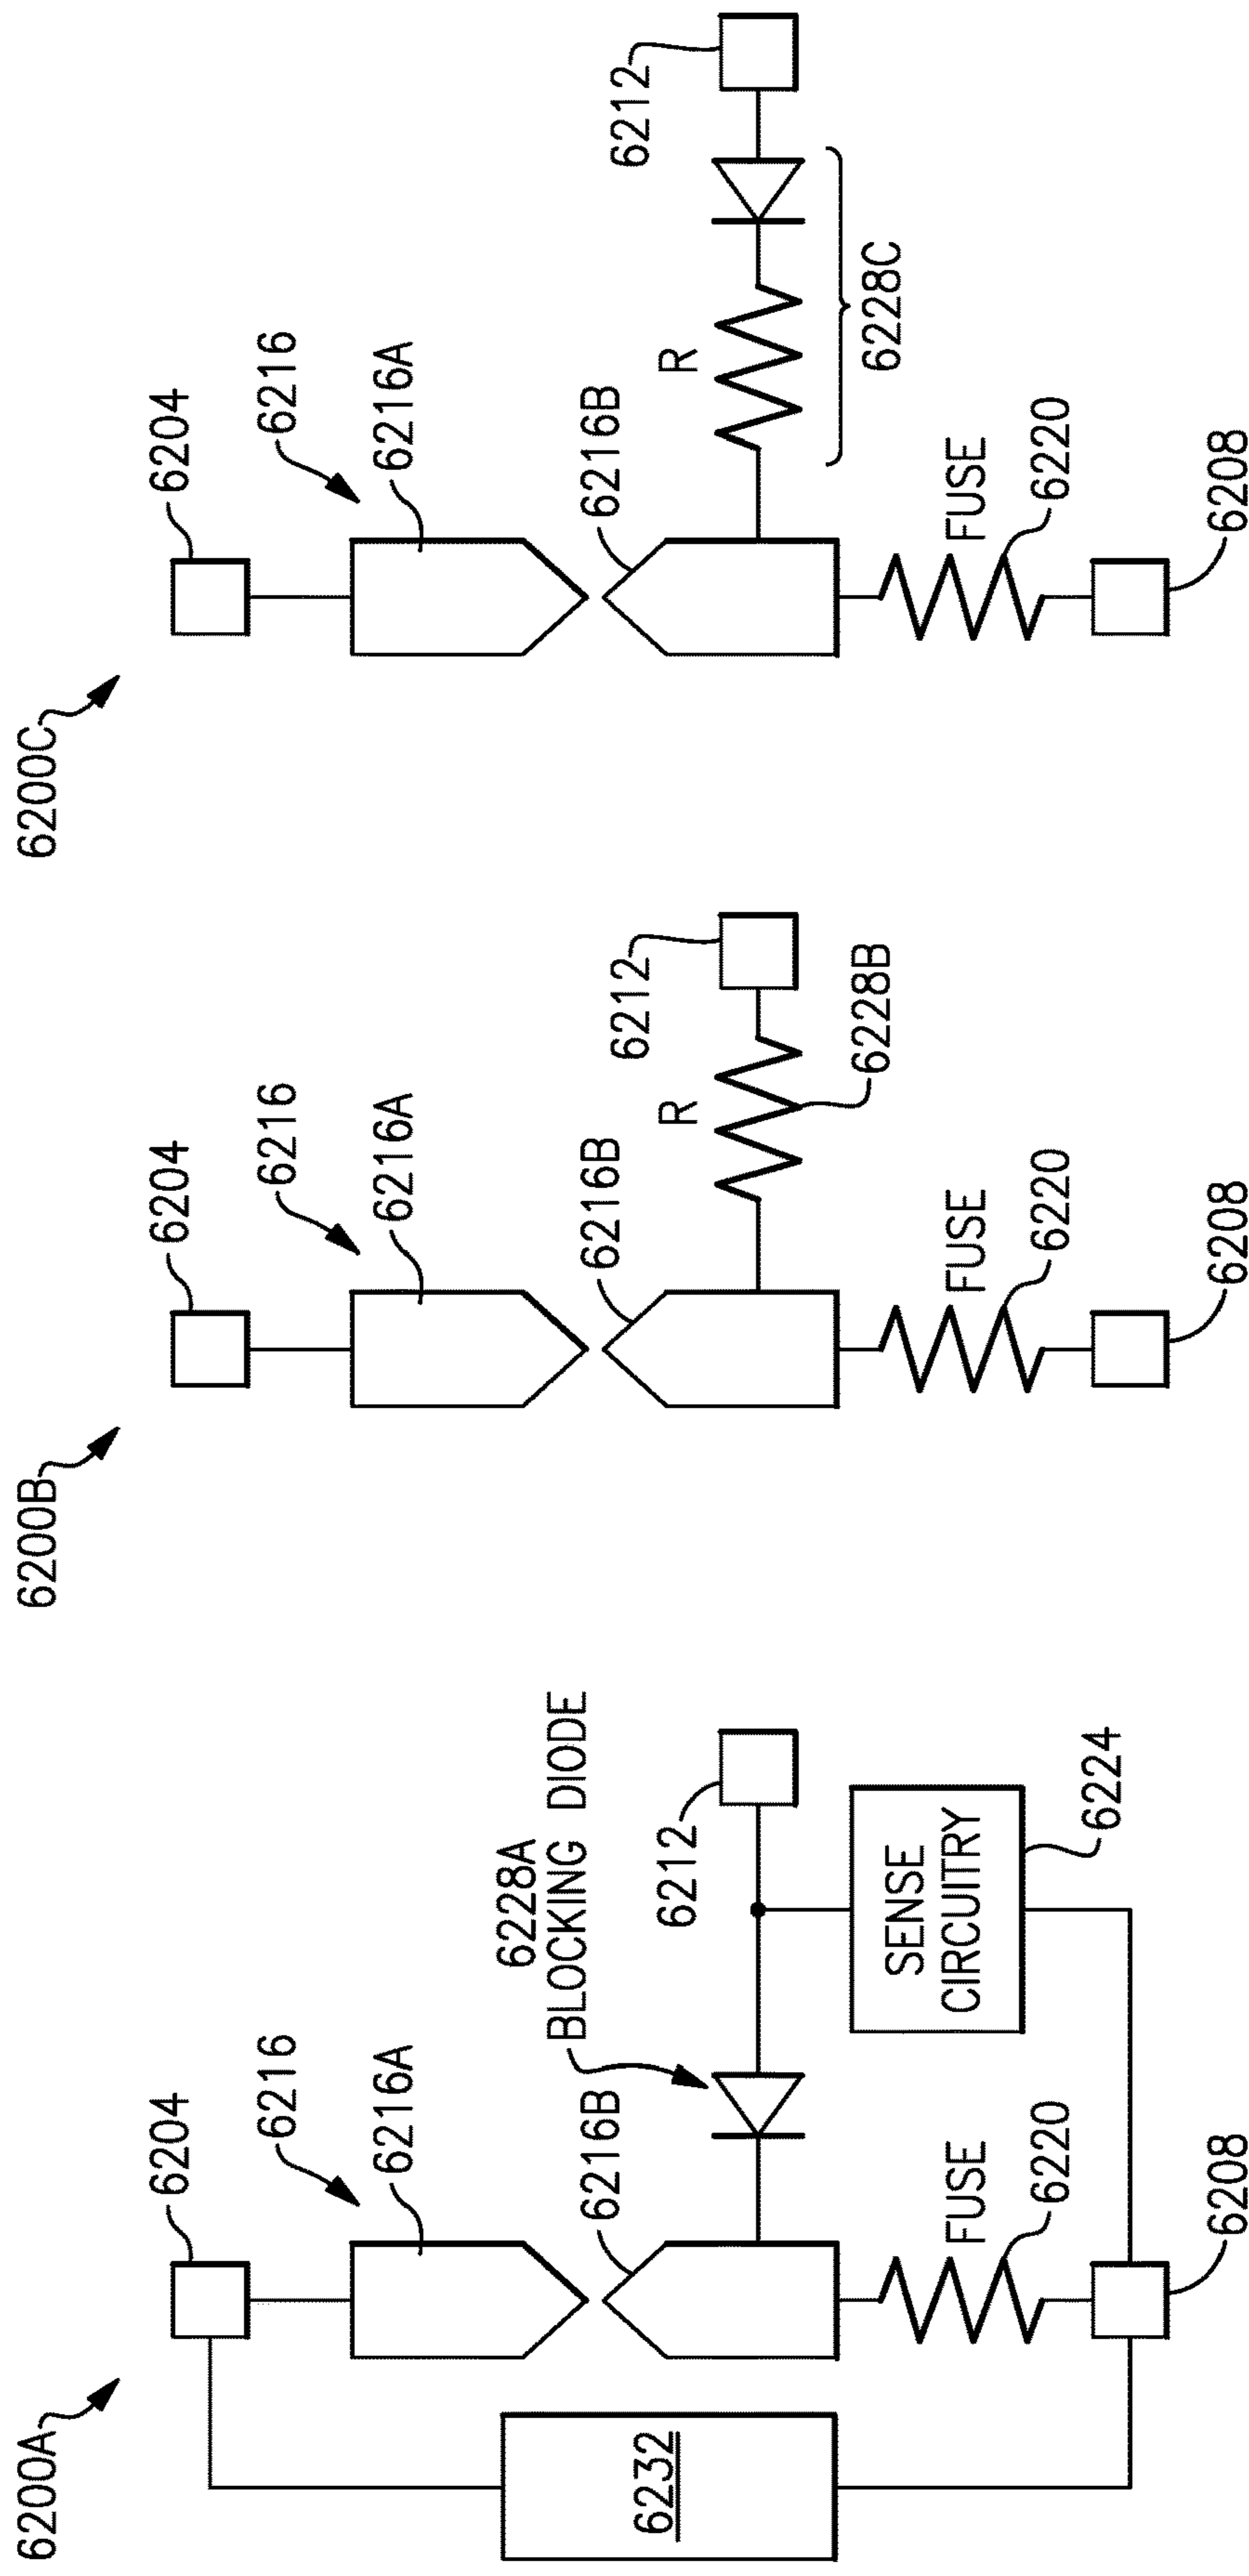 6200A
6204
6216
6216A
6216B
6228A
BLOCKING DIODE
6212
SENSE
CIRCUITRY
6224
FUSE
6220
6208
6232
6200B
6204
6216
6216A
6216B
R
6212
6228B
FUSE
6220
6208
6200C
6204
6216
6216A
6216B
R
6212
6228C
FUSE
6220
6208